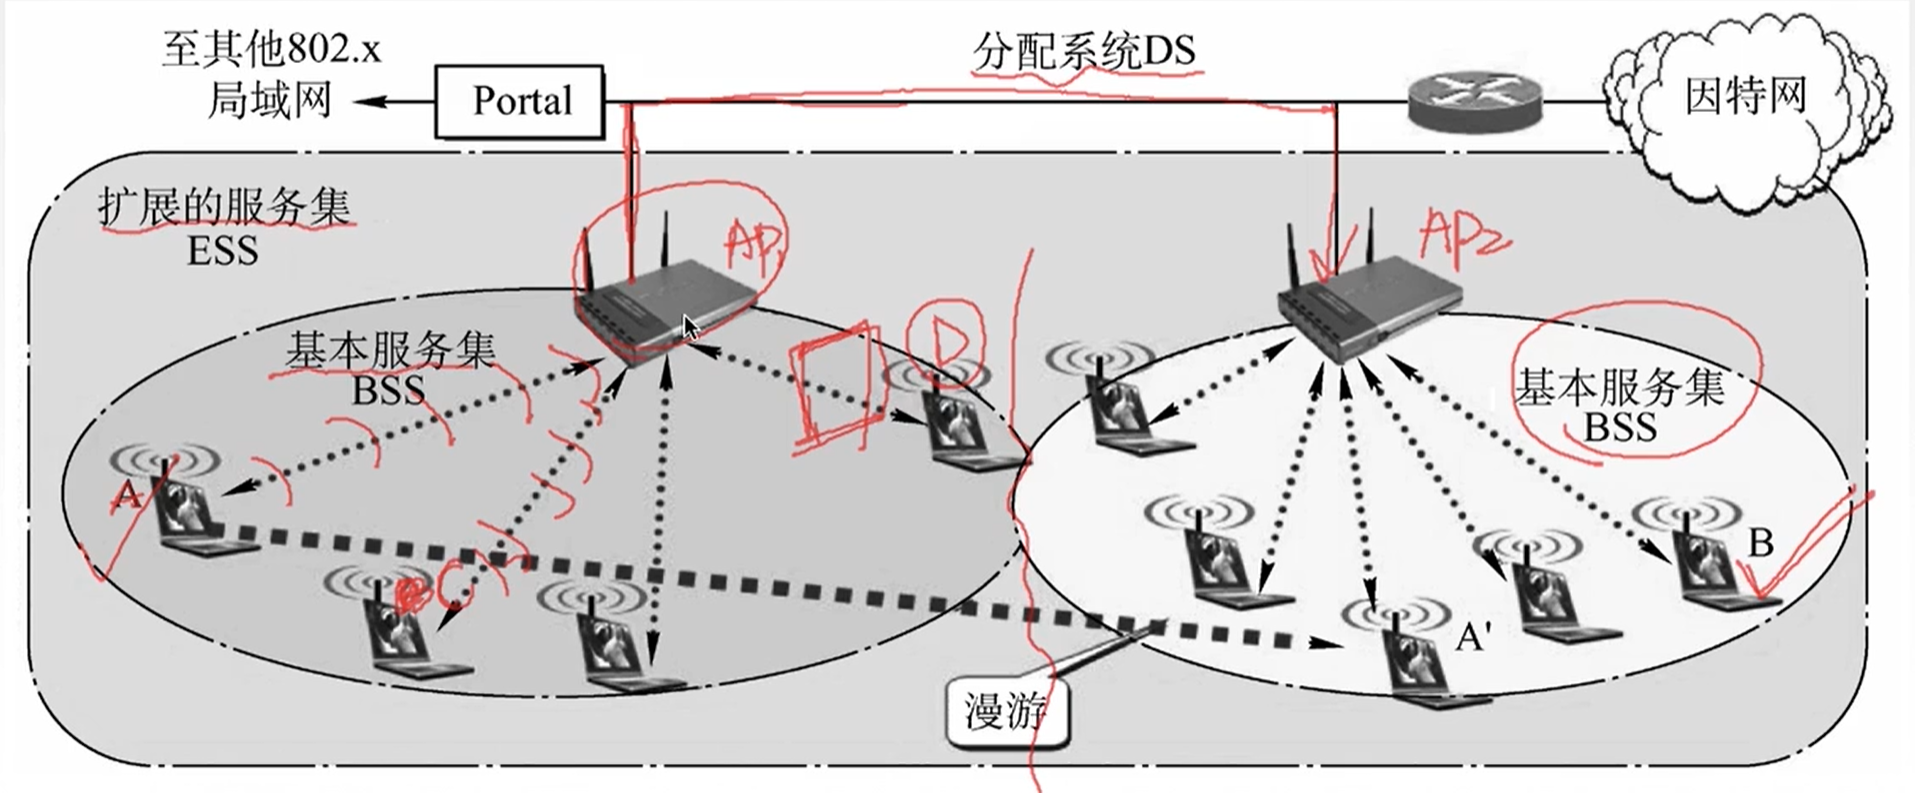 至其他802.x
局域网
Portal
分配系统DS
因特网
扩展的服务集
ESS
AP1
AP2
D
基本服务集
BSS
基本服务集
BSS
A
C
B
A'
漫游